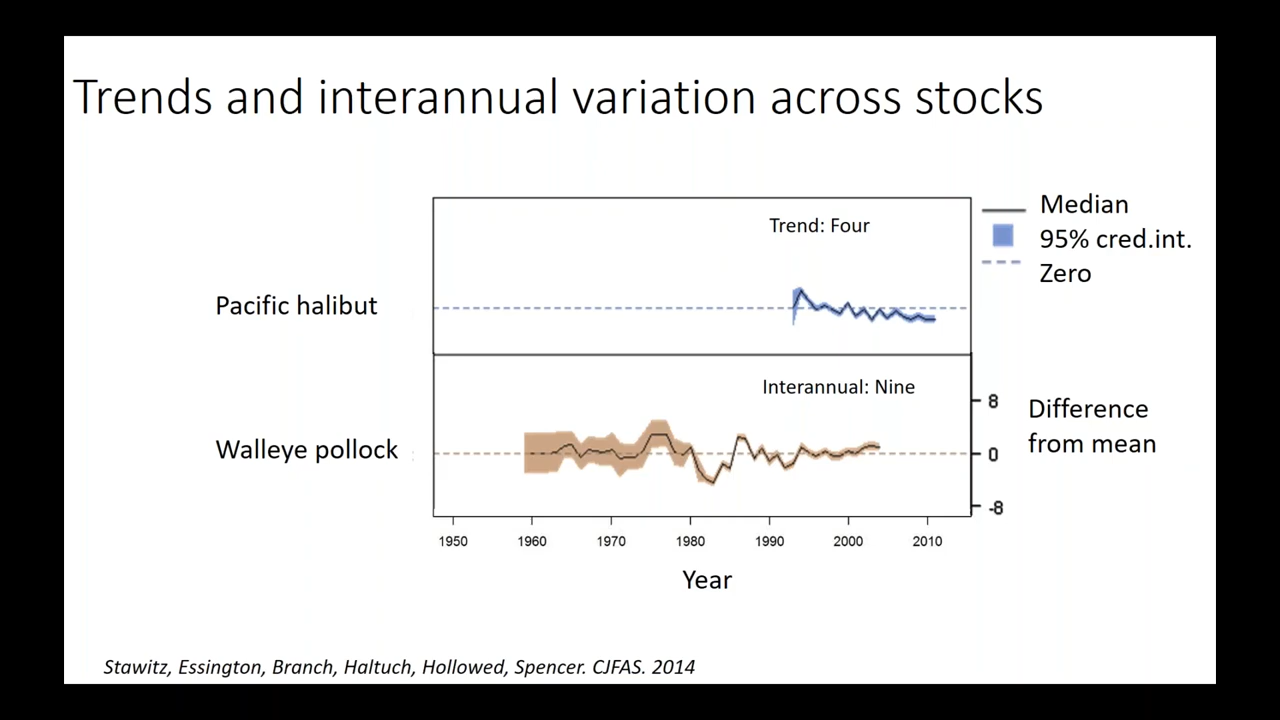 Trends and interannual variation across stocks
Trend: Four
Median
95% cred.int.
Zero
Pacific halibut
Interannual: Nine
8
0
-8
Difference
from mean
Walleye pollock
1950 1960 1970 1980 1990 2000 2010
Year
Stawitz, Essington, Branch, Haltuch, Hollowed, Spencer. CJFAS. 2014